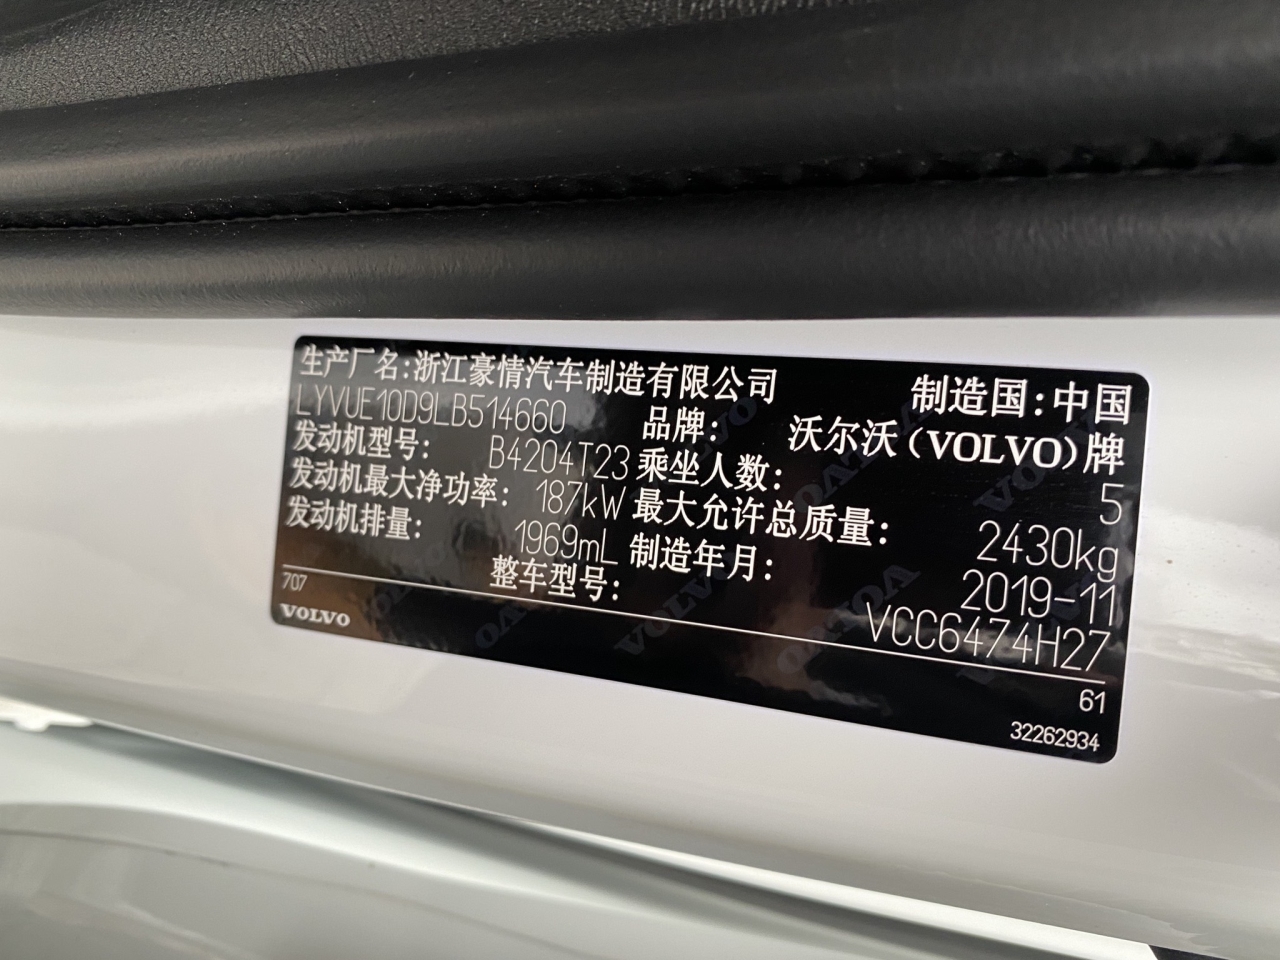 生产厂名:浙江豪情汽车制造有限公司 制造国:中国
LYVUE10D9LB514660 品牌: 沃尔沃(VOLVO)牌
发动机型号: B4204T23 乘坐人数: 5
发动机最大净功率: 187kW 最大允许总质量: 2430kg
发动机排量: 1969mL 制造年月: 2019-11
整车型号: VCC6474H27
707 61
VOLVO 32262934